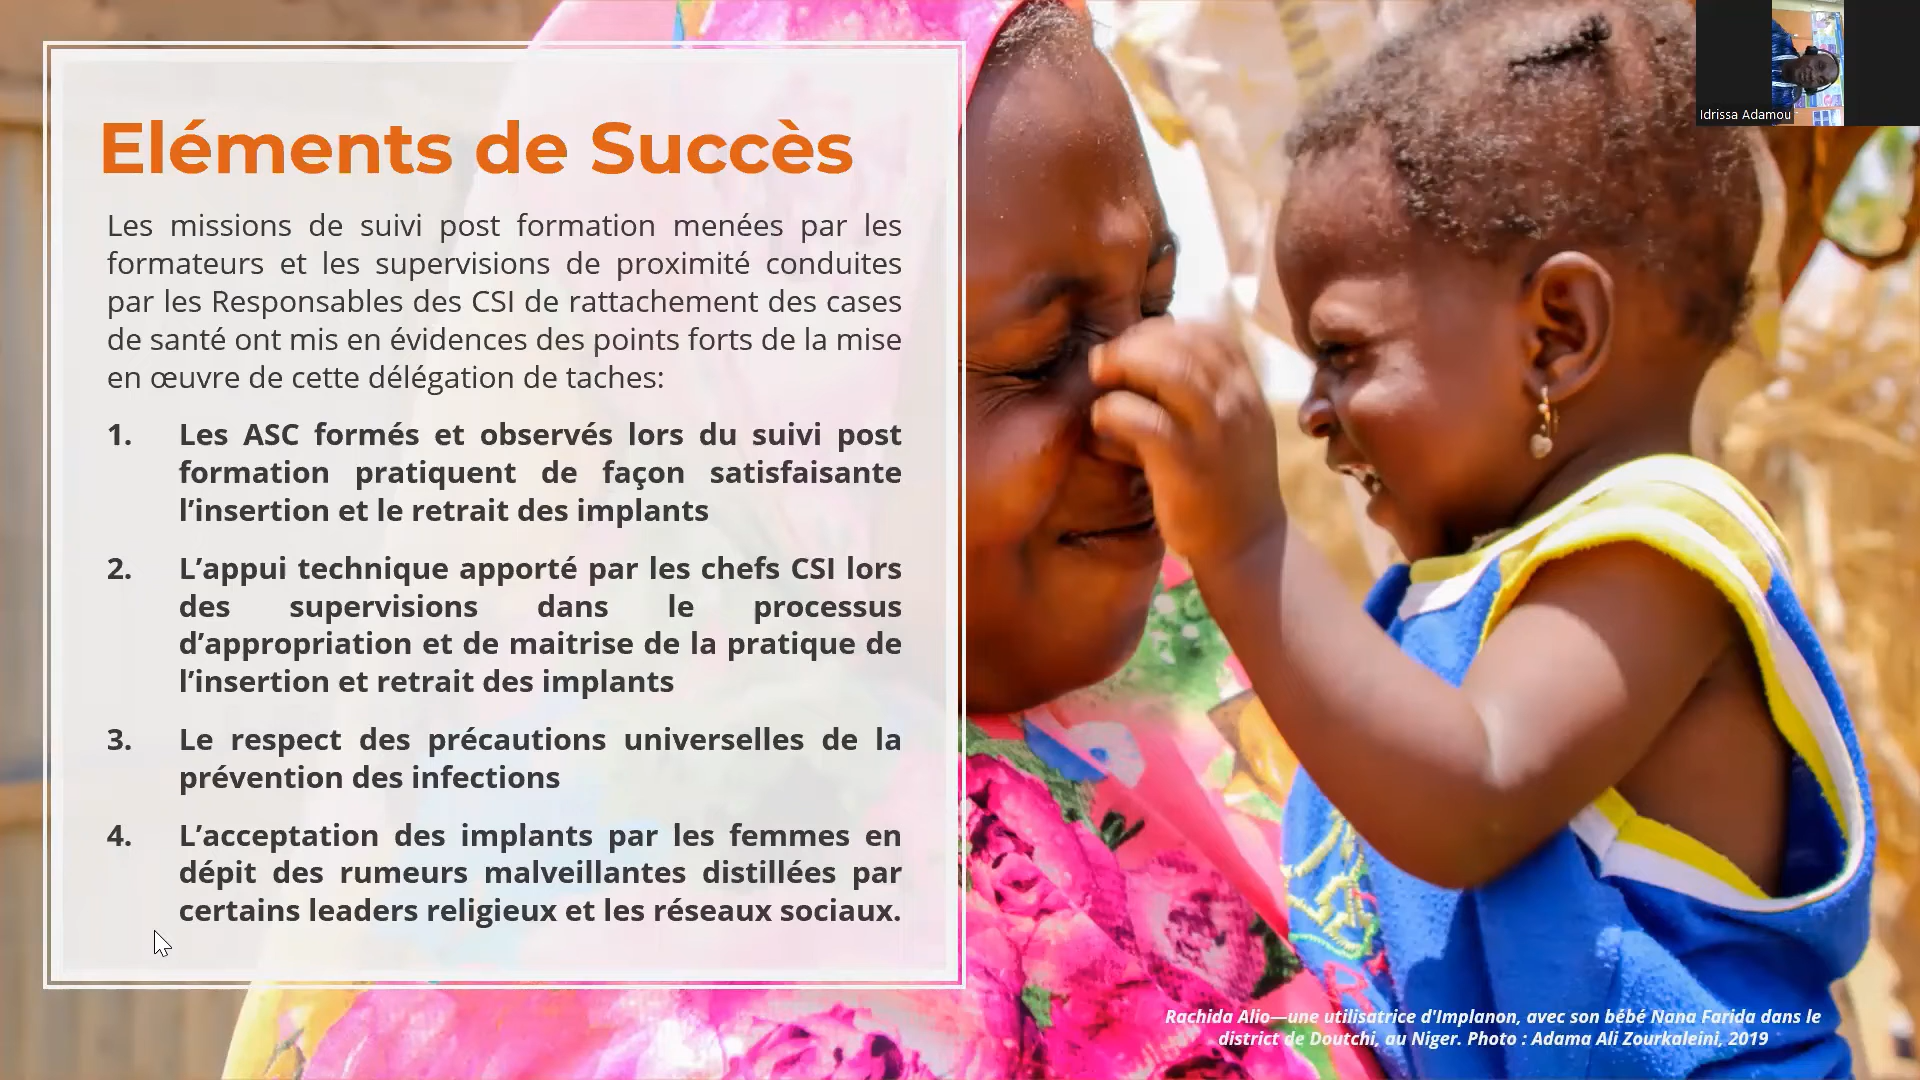 Eléments de Succès
Les missions de suivi post formation menées par les
formateurs et les supervisions de proximité conduites
par les Responsables des CSI de rattachement des cases
de santé ont mis en évidences des points forts de la mise
en œuvre de cette délégation de taches:
1. Les ASC formés et observés lors du suivi post
formation pratiquent de façon satisfaisante
l’insertion et le retrait des implants
2. L’appui technique apporté par les chefs CSI lors
des supervisions dans le processus
d’appropriation et de maitrise de la pratique de
l’insertion et retrait des implants
3. Le respect des précautions universelles de la
prévention des infections
4. L’acceptation des implants par les femmes en
dépit des rumeurs malveillantes distillées par
certains leaders religieux et les réseaux sociaux.
Idrissa Adamou
Rachida Alio—une utilisatrice d'Implanon, avec son bébé Nana Farida dans le
district de Doutchi, au Niger. Photo : Adama Ali Zourkaleini, 2019